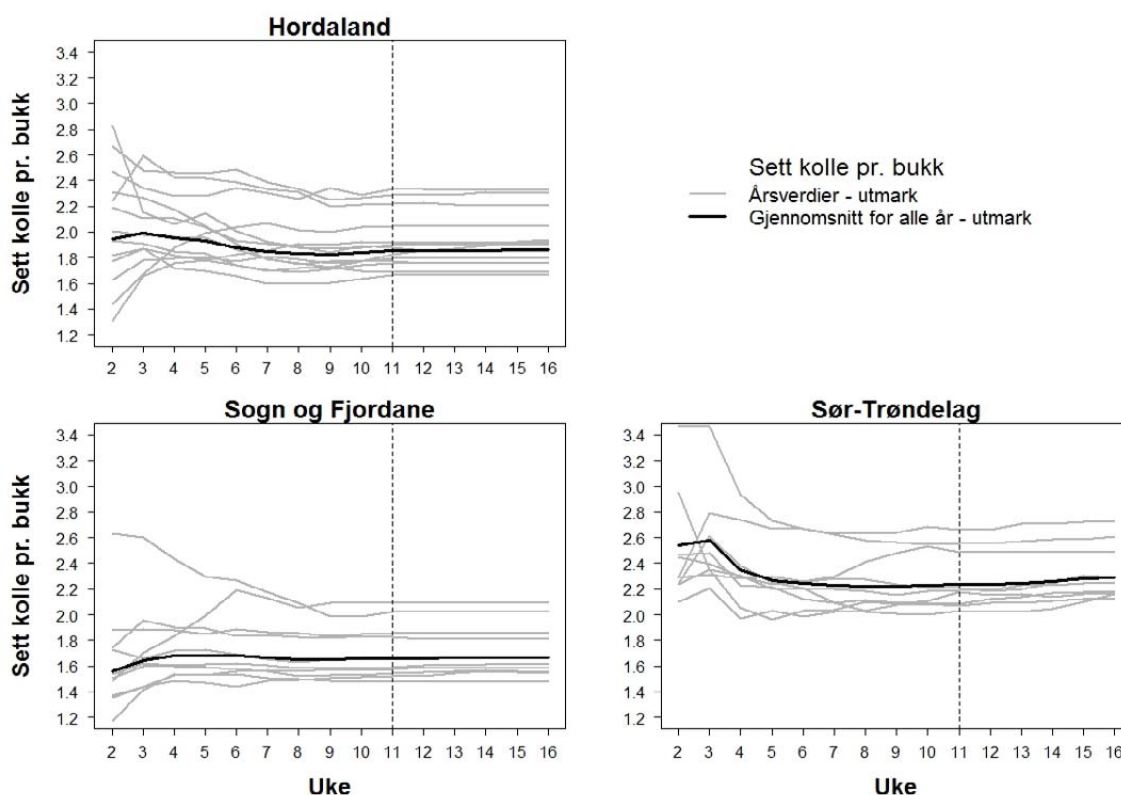 Hordaland
Sett kolle pr. bukk
3.4
3.2
3.0
2.8
2.6
2.4
2.2
2.0
1.8
1.6
1.4
1.2
2 3 4 5 6 7 8 9 10 11 12 13 14 15 16
Sett kolle pr. bukk
Årsverdier - utmark
Gjennomsnitt for alle år - utmark
Sogn og Fjordane
Sett kolle pr. bukk
3.4
3.2
3.0
2.8
2.6
2.4
2.2
2.0
1.8
1.6
1.4
1.2
2 3 4 5 6 7 8 9 10 11 12 13 14 15 16
Uke
Sør-Trøndelag
3.4
3.2
3.0
2.8
2.6
2.4
2.2
2.0
1.8
1.6
1.4
1.2
2 3 4 5 6 7 8 9 10 11 12 13 14 15 16
Uke